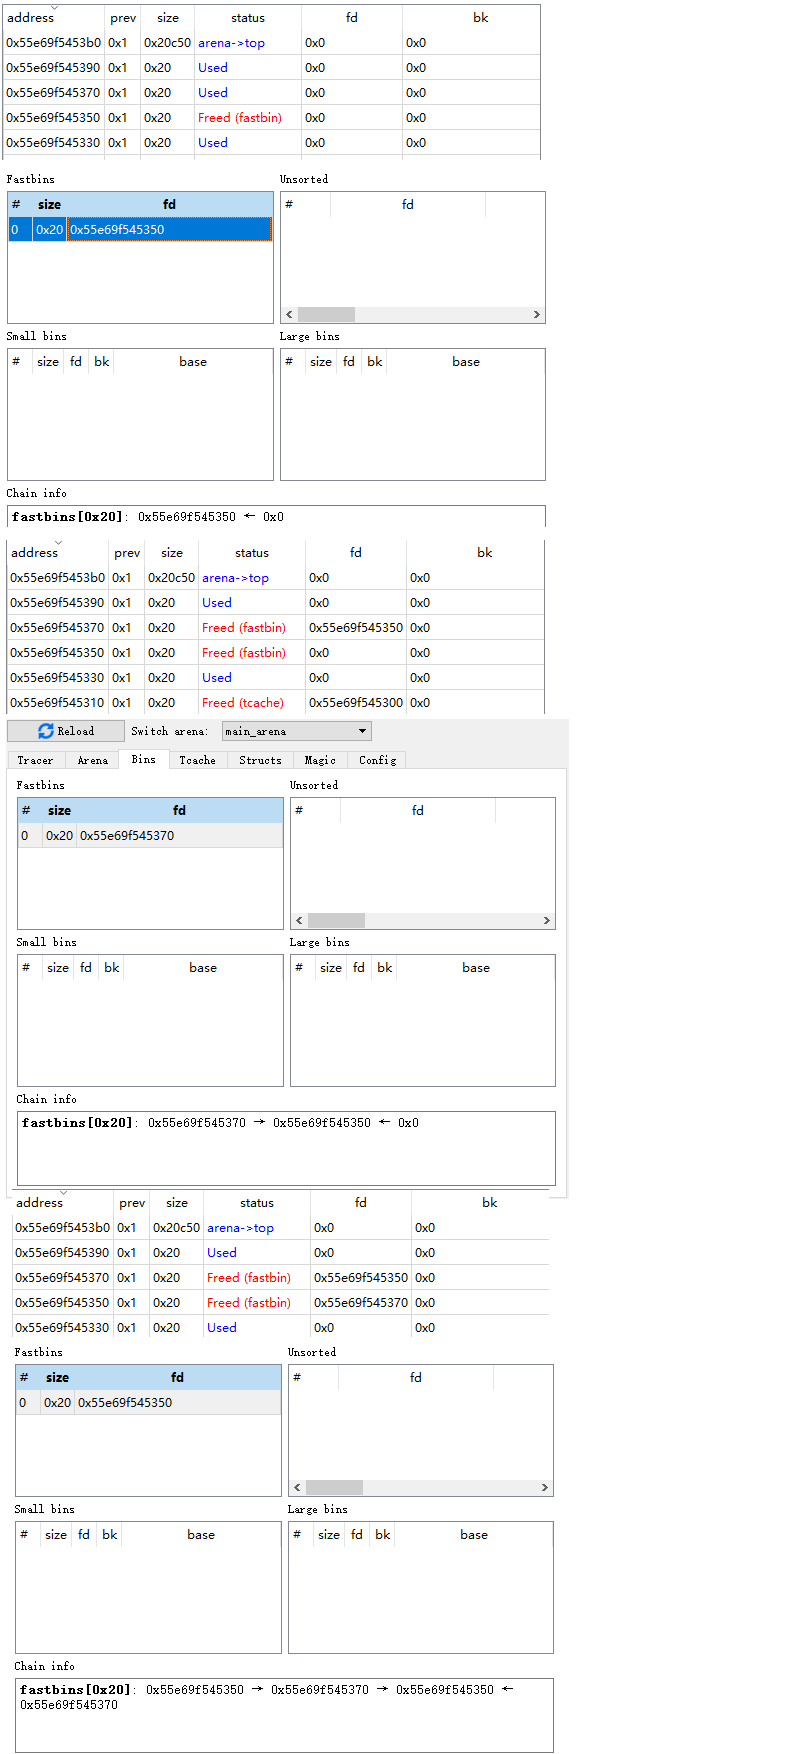 address prev size status fd bk
0x55e69f5453b0 0x1 0x20c50 arena->top 0x0 0x0
0x55e69f545390 0x1 0x20 Used 0x0 0x0
0x55e69f545370 0x1 0x20 Used 0x0 0x0
0x55e69f545350 0x1 0x20 Freed (fastbin) 0x0 0x0
0x55e69f545330 0x1 0x20 Used 0x0 0x0
Fastbins Unsorted
# size fd # fd
0 0x20 0x55e69f545350
Small bins Large bins
# size fd bk base # size fd bk base
Chain info
fastbins[0x20]: 0x55e69f545350 ← 0x0
address prev size status fd bk
0x55e69f5453b0 0x1 0x20c50 arena->top 0x0 0x0
0x55e69f545390 0x1 0x20 Used 0x0 0x0
0x55e69f545370 0x1 0x20 Freed (fastbin) 0x55e69f545350 0x0
0x55e69f545350 0x1 0x20 Freed (fastbin) 0x0 0x0
0x55e69f545330 0x1 0x20 Used 0x0 0x0
0x55e69f545310 0x1 0x20 Freed (tcache) 0x55e69f545300 0x0
Reload Switch arena: main_arena
Tracer Arena Bins Tcache Structs Magic Config
Fastbins Unsorted
# size fd # fd
0 0x20 0x55e69f545370
Small bins Large bins
# size fd bk base # size fd bk base
Chain info
fastbins[0x20]: 0x55e69f545370 → 0x55e69f545350 ← 0x0
address prev size status fd bk
0x55e69f5453b0 0x1 0x20c50 arena->top 0x0 0x0
0x55e69f545390 0x1 0x20 Used 0x0 0x0
0x55e69f545370 0x1 0x20 Freed (fastbin) 0x55e69f545350 0x0
0x55e69f545350 0x1 0x20 Freed (fastbin) 0x55e69f545370 0x0
0x55e69f545330 0x1 0x20 Used 0x0 0x0
Fastbins Unsorted
# size fd # fd
0 0x20 0x55e69f545350
Small bins Large bins
# size fd bk base # size fd bk base
Chain info
fastbins[0x20]: 0x55e69f545350 → 0x55e69f545370 → 0x55e69f545350 ←
0x55e69f545370